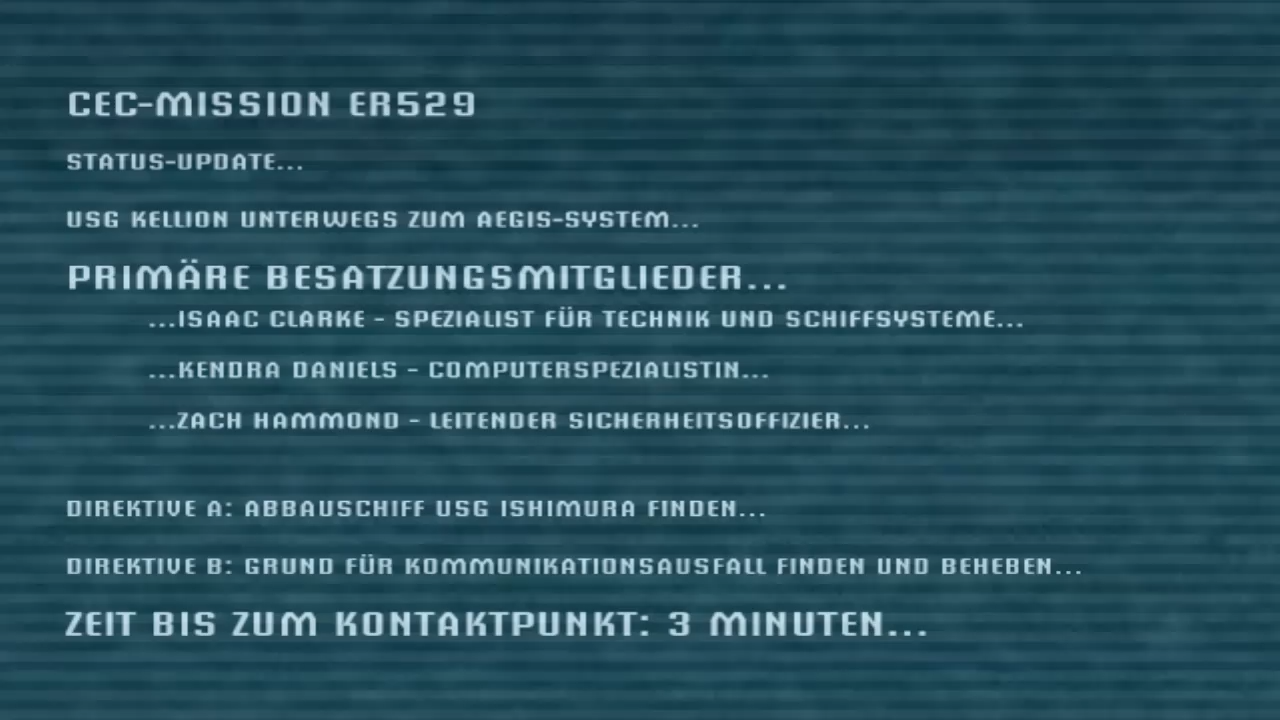 CEC-MISSION ER529
STATUS-UPDATE...
USG KELLION UNTERWEGS ZUM AEGIS-SYSTEM...
PRIMÄRE BESATZUNGSMITGLIEDER...
...ISAAC CLARKE - SPEZIALIST FÜR TECHNIK UND SCHIFFSYSTEME...
...KENDRA DANIELS - COMPUTERSPEZIALISTIN...
...ZACH HAMMOND - LEITENDER SICHERHEITSOFFIZIER...
DIREKTIVE A: ABBAUSCHIFF USG ISHIMURA FINDEN...
DIREKTIVE B: GRUND FÜR KOMMUNIKATIONSAUSFALL FINDEN UND BEHEBEN...
ZEIT BIS ZUM KONTAKTPUNKT: 3 MINUTEN...